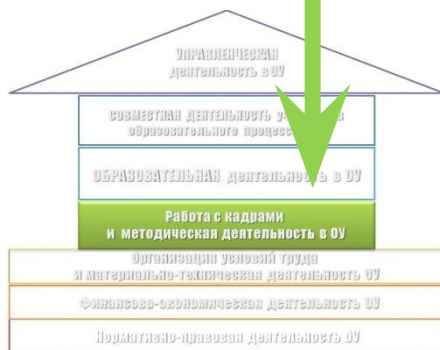 УПРАВЛЕНЧЕСКАЯ
деятельность в ОУ
СОВМЕСТНАЯ ДЕЯТЕЛЬНОСТЬ
образовательного
ОБРАЗОВАТЕЛЬНАЯ деятельность в ОУ
Работа с кадрами
и методическая деятельность в ОУ
Организация условий труда
и материально-техническая деятельность ОУ
Финансово-экономическая деятельность ОУ
Нормативно-правовая деятельность ОУ